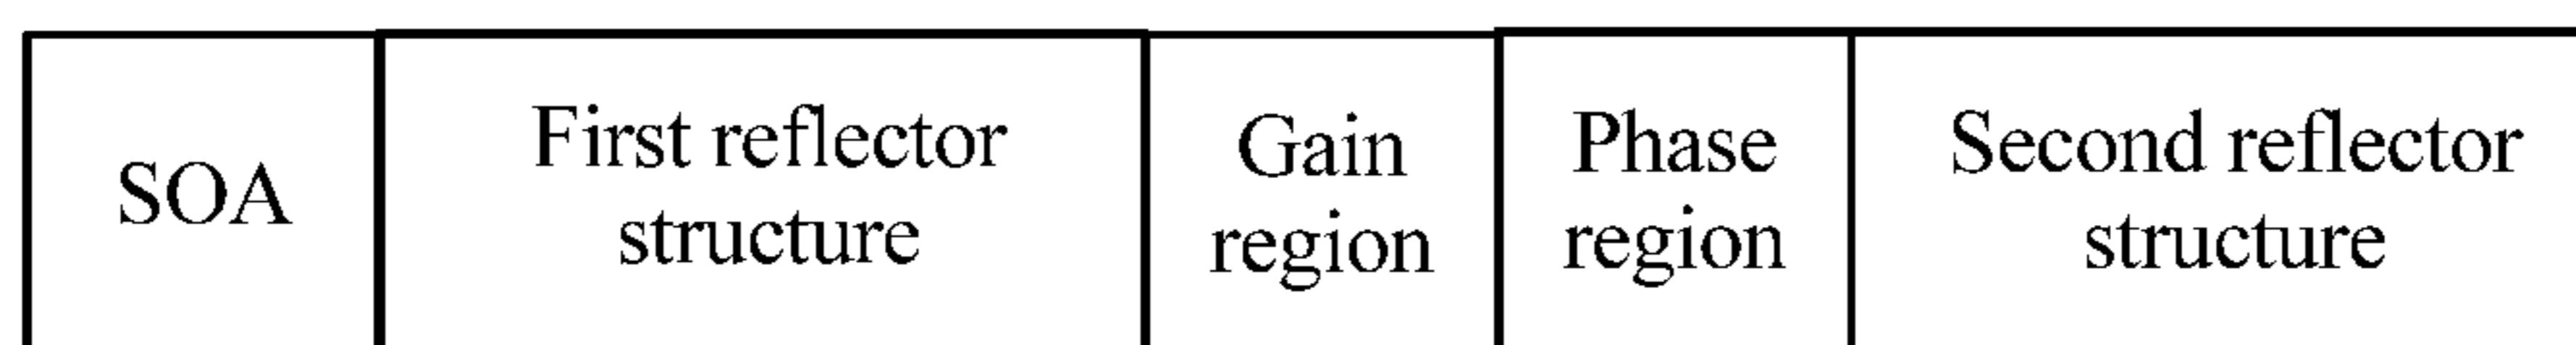 SOA
First reflector
structure
Gain
region
Phase
region
Second reflector
structure